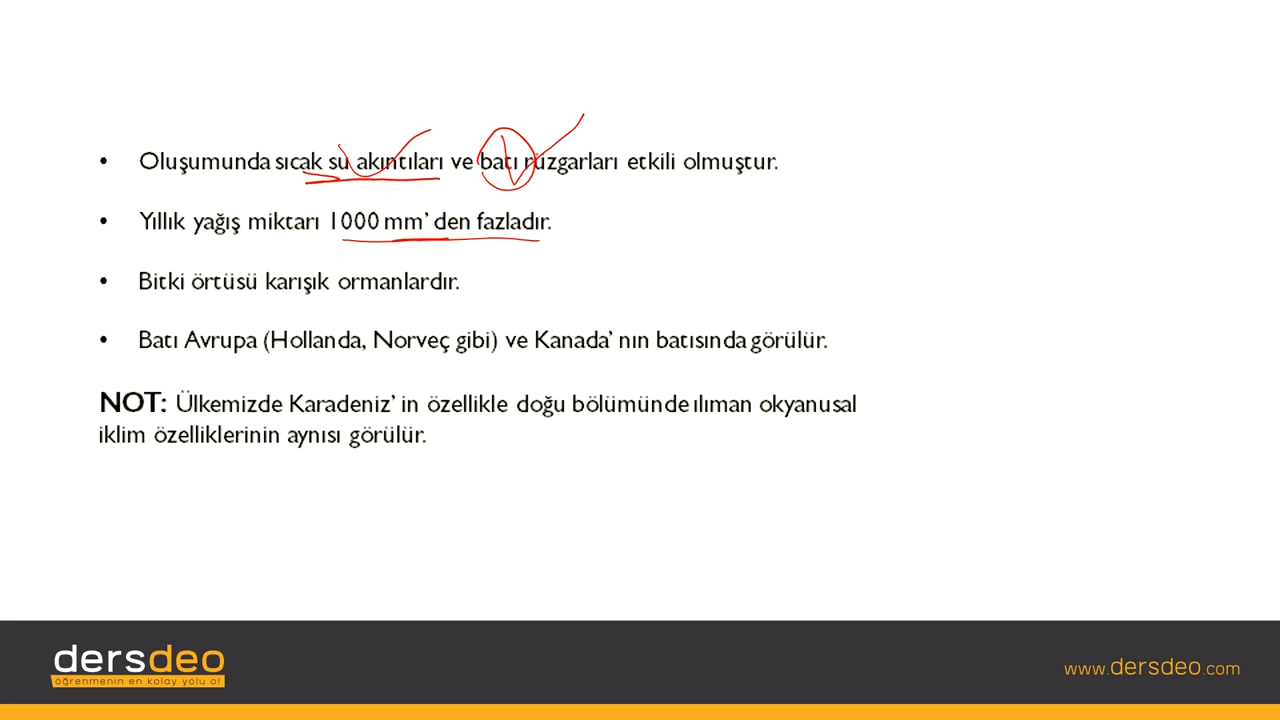 • Oluşumunda sıcak su akıntıları ve batı rüzgarları etkili olmuştur.
• Yıllık yağış miktarı 1000 mm' den fazladır.
• Bitki örtüsü karışık ormanlardır.
• Batı Avrupa (Hollanda, Norveç gibi) ve Kanada' nın batısında görülür.
NOT: Ülkemizde Karadeniz' in özellikle doğu bölümünde ılıman okyanusal
iklim özelliklerinin aynısı görülür.
dersdeo
öğrenmenin en kolay yolu o!
www.dersdeo.com